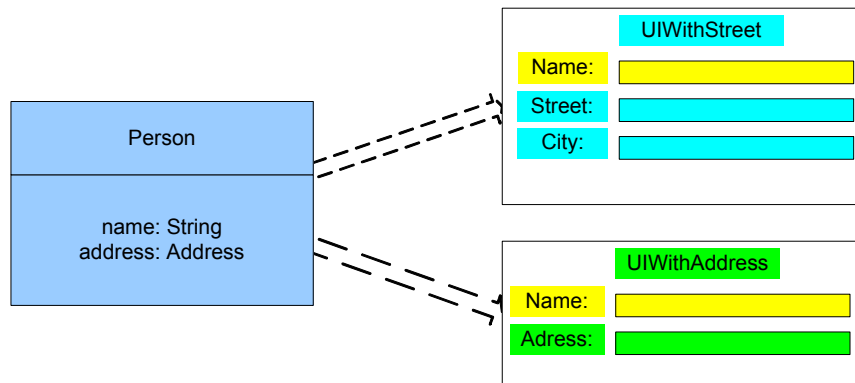 Person
name: String
address: Address
UIWithStreet
Name:
Street:
City:
UIWithAddress
Name:
Adress: